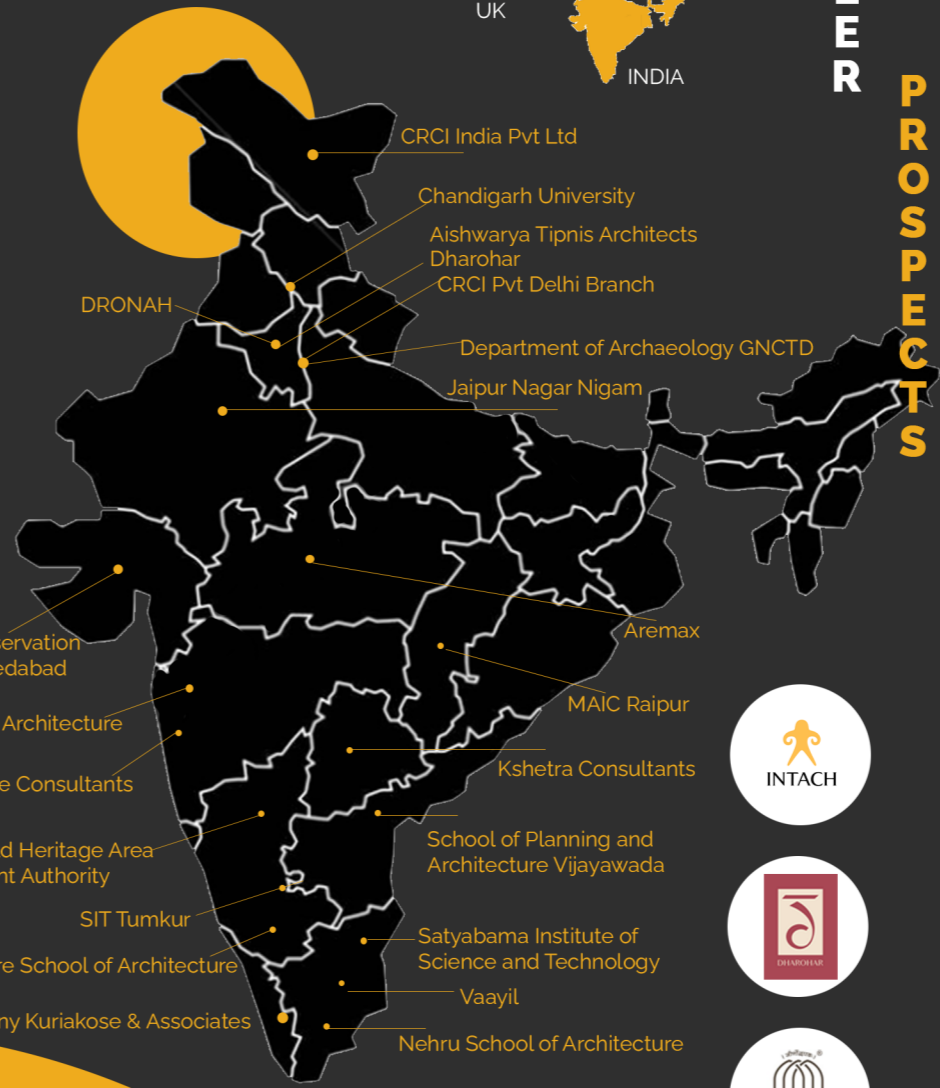 UK
INDIA
E
R
PROSPECTS
CRCI India Pvt Ltd
Chandigarh University
Aishwarya Tipnis Architects
Dharohar
CRCI Pvt Delhi Branch
DRONAH
Department of Archaeology GNCTD
Jaipur Nagar Nigam
Aremax
servation
edabad
MAIC Raipur
Architecture
INTACH
Kshetra Consultants
e Consultants
School of Planning and
Architecture Vijayawada
d Heritage Area
nt Authority
SIT Tumkur
DHAROHAR
Satyabama Institute of
Science and Technology
re School of Architecture
Vaayil
ny Kuriakose & Associates
Nehru School of Architecture